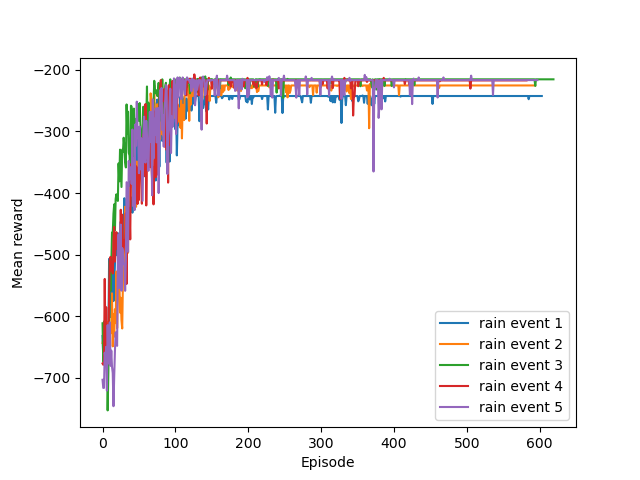 −200
−300
−400
−500
−600
−700
Mean reward
0
100
200
300
400
500
600
Episode
rain event 1
rain event 2
rain event 3
rain event 4
rain event 5